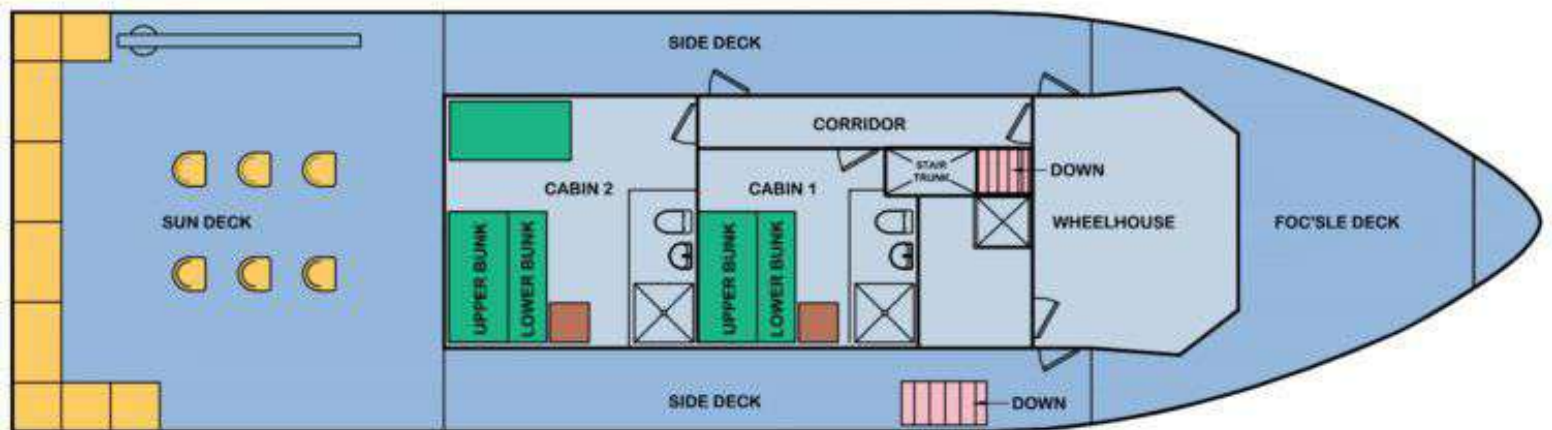 SIDE DECK
CORRIDOR
STAIR
TRUNK
DOWN
CABIN 2
CABIN 1
SUN DECK
WHEELHOUSE
FOC'SLE DECK
UPPER BUNK
LOWER BUNK
UPPER BUNK
LOWER BUNK
SIDE DECK
DOWN